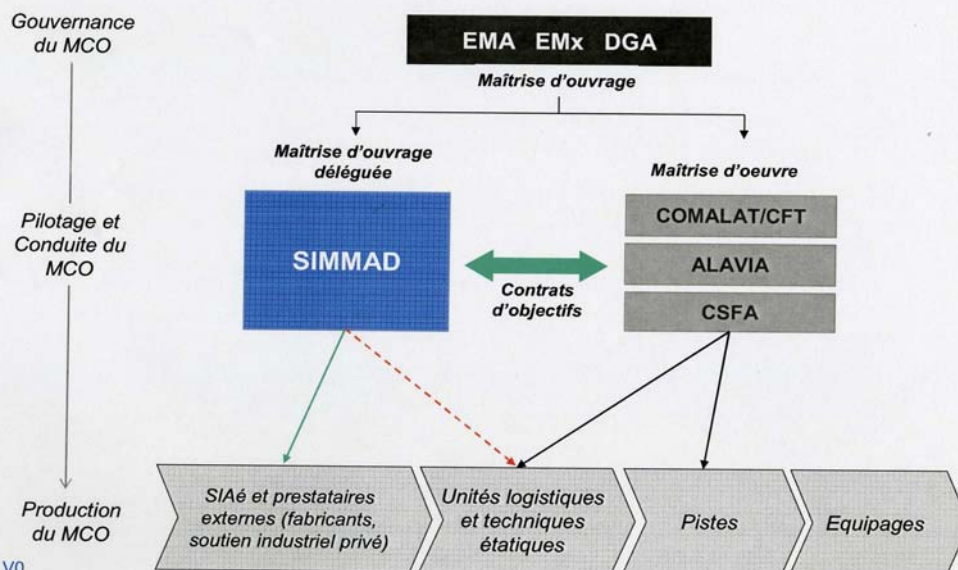 Gouvernance
du MCO
EMA EMx DGA
Maîtrise d'ouvrage
Maîtrise d'ouvrage
déléguée
Maîtrise d'oeuvre
Pilotage et
Conduite du
MCO
SIMMAD
Contrats
d'objectifs
COMALAT/CFT
ALAVIA
CSFA
Production
du MCO
SIAé et prestataires
externes (fabricants,
soutien industriel privé)
Unités logistiques
et techniques
étatiques
Pistes
Equipages
V0